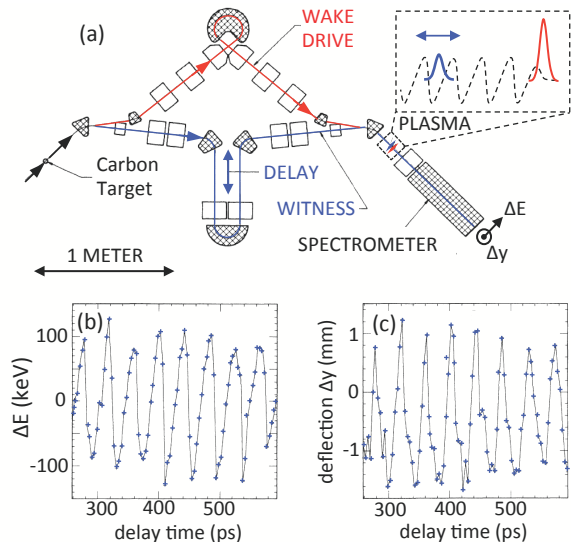 (a)
WAKE
DRIVE
PLASMA
Carbon
Target
DELAY
WITNESS
SPECTROMETER
ΔE
Δy
1 METER
(b)
ΔE (keV)
100
0
-100
300
400
500
delay time (ps)
(c)
deflection Δy (mm)
1
0
-1
300
400
500
delay time (ps)